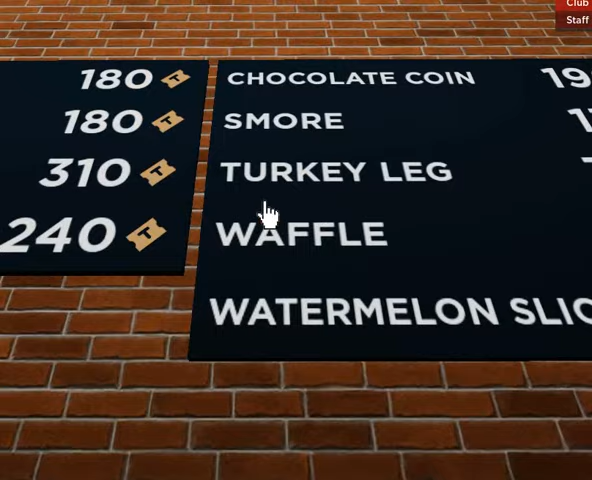 Club
Staff
180
180
310
240
CHOCOLATE COIN
SMORE
TURKEY LEG
WAFFLE
WATERMELON